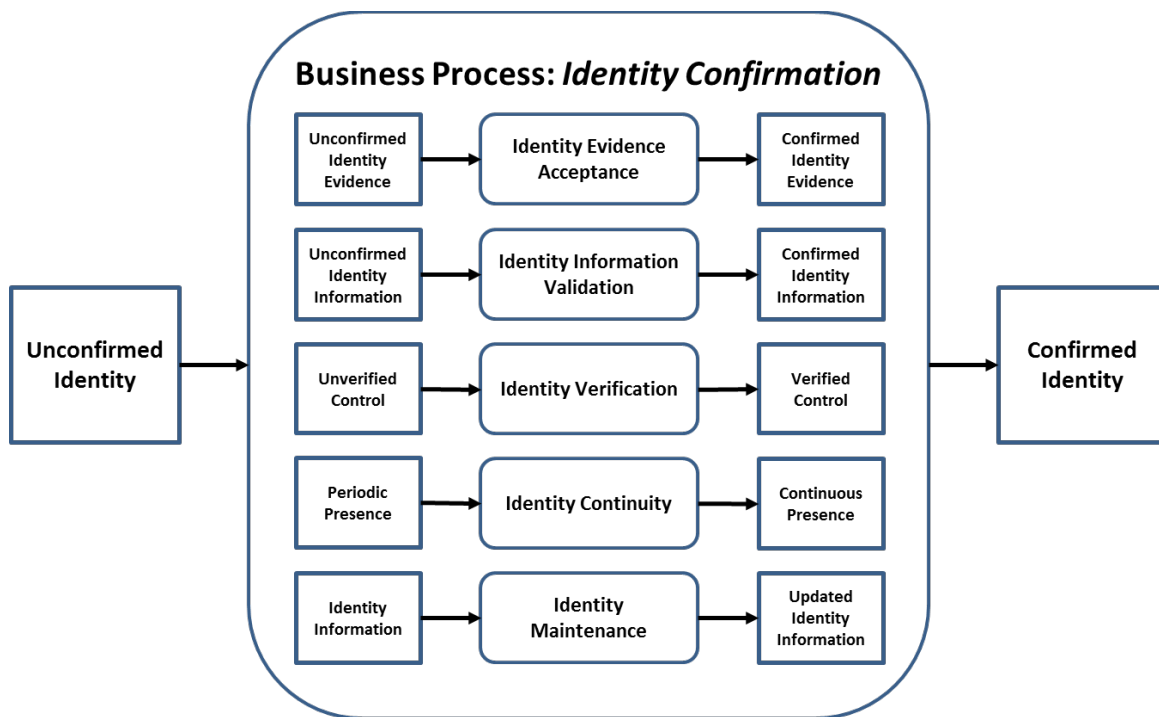 Business Process: Identity Confirmation
Unconfirmed
Identity
Evidence
Identity Evidence
Acceptance
Confirmed
Identity
Evidence
Unconfirmed
Identity
Information
Identity Information
Validation
Confirmed
Identity
Information
Unconfirmed
Identity
Unverified
Control
Identity Verification
Verified
Control
Confirmed
Identity
Periodic
Presence
Identity Continuity
Continuous
Presence
Identity
Information
Identity
Maintenance
Updated
Identity
Information